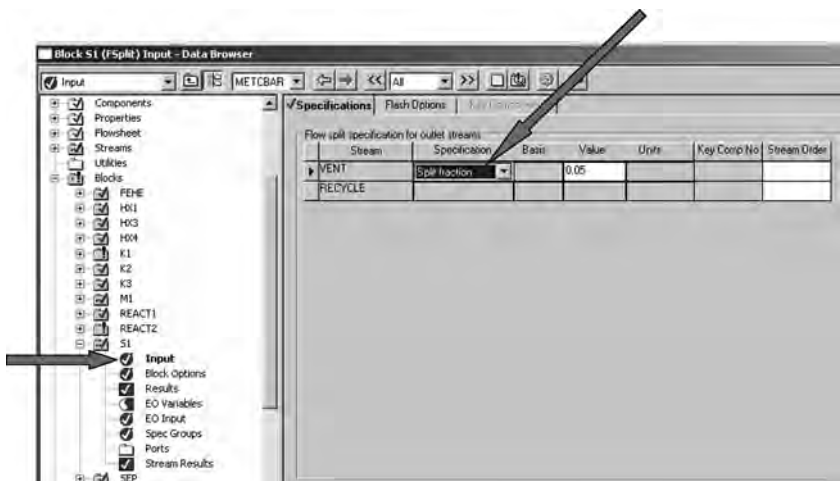 Block S1 (FSplit) Input - Data Browser
Input METCBAR All
Components
Properties
Flowsheet
Streams
Utilities
Blocks
FEHE
HX1
HX3
HX4
K1
K2
K3
M1
REACT1
REACT2
S1
Input
Block Options
Results
EO Variables
EO Input
Spec Groups
Ports
Stream Results
SEP
Specifications Flash Options
Flow split specification for outlet streams
Stream Specification Basis Value Units Key Comp No Stream Order
VENT Split fraction 0.05
RECYCLE